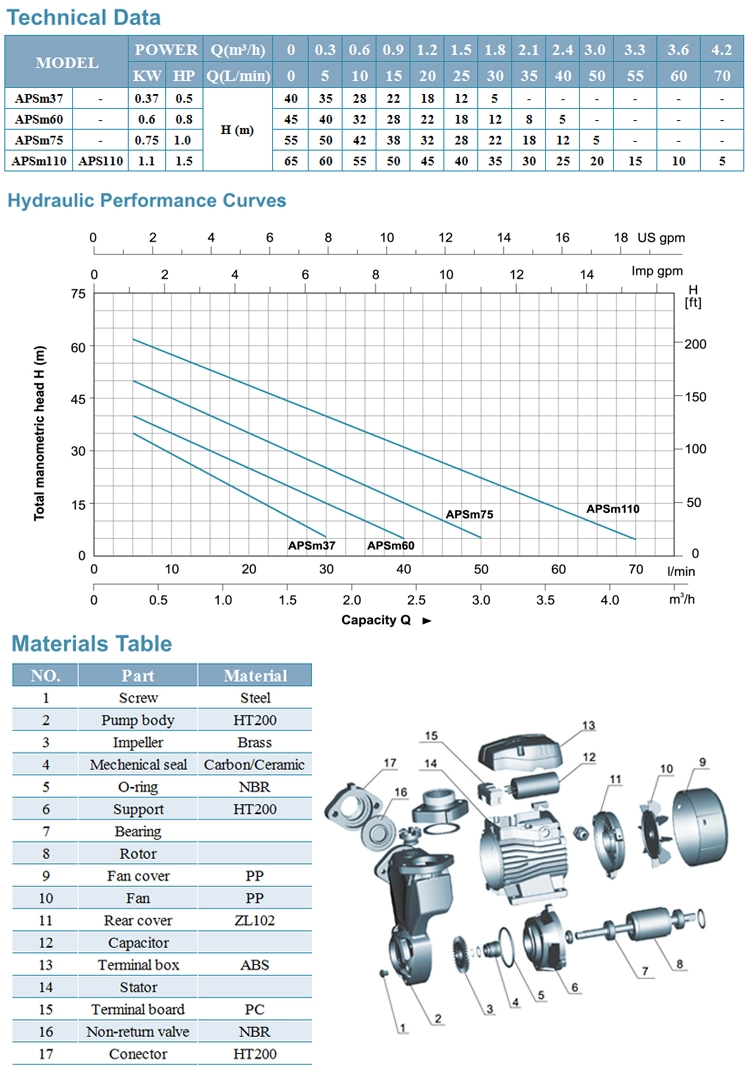 Technical Data
MODEL POWER Q(m³/h) 0 0.3 0.6 0.9 1.2 1.5 1.8 2.1 2.4 3.0 3.3 3.6 4.2
KW HP Q(L/min) 0 5 10 15 20 25 30 35 40 50 55 60 70
APSm37 - 0.37 0.5 H (m) 40 35 28 22 18 12 5 - - - - - -
APSm60 - 0.6 0.8 45 40 32 28 22 18 12 8 5 - - - -
APSm75 - 0.75 1.0 55 50 42 38 32 28 22 18 12 5 - - -
APSm110 APS110 1.1 1.5 65 60 55 50 45 40 35 30 25 20 15 10 5
Hydraulic Performance Curves
0 2 4 6 8 10 12 14 16 18 US gpm
0 2 4 6 8 10 12 14 Imp gpm
H
[ft]
75
60
45
30
15
0
Total manometric head H (m)
200
150
100
50
0
APSm37
APSm60
APSm75
APSm110
0 10 20 30 40 50 60 70 l/min
0 0.5 1.0 1.5 2.0 2.5 3.0 3.5 4.0 m³/h
Capacity Q ►
Materials Table
NO. Part Material
1 Screw Steel
2 Pump body HT200
3 Impeller Brass
4 Mechenical seal Carbon/Ceramic
5 O-ring NBR
6 Support HT200
7 Bearing
8 Rotor
9 Fan cover PP
10 Fan PP
11 Rear cover ZL102
12 Capacitor
13 Terminal box ABS
14 Stator
15 Terminal board PC
16 Non-return valve NBR
17 Conector HT200
13
15
12
17
14
9
10
11
16
8
7
6
5
4
3
2
1